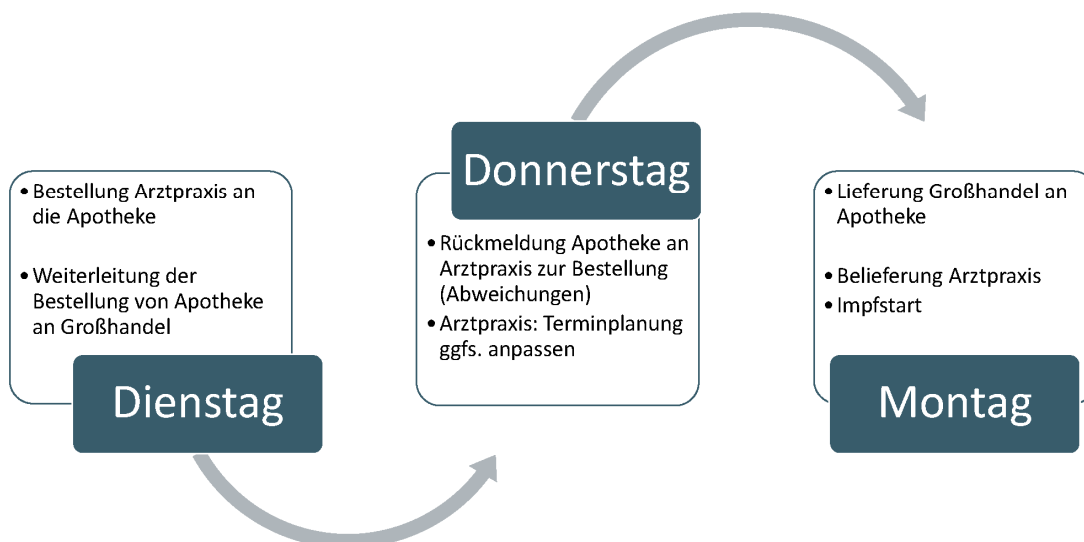 • Bestellung Arztpraxis an
die Apotheke
• Weiterleitung der
Bestellung von Apotheke
an Großhandel
Dienstag
Donnerstag
• Rückmeldung Apotheke an
Arztpraxis zur Bestellung
(Abweichungen)
• Arztpraxis: Terminplanung
ggfs. anpassen
• Lieferung Großhandel an
Apotheke
• Belieferung Arztpraxis
• Impfstart
Montag